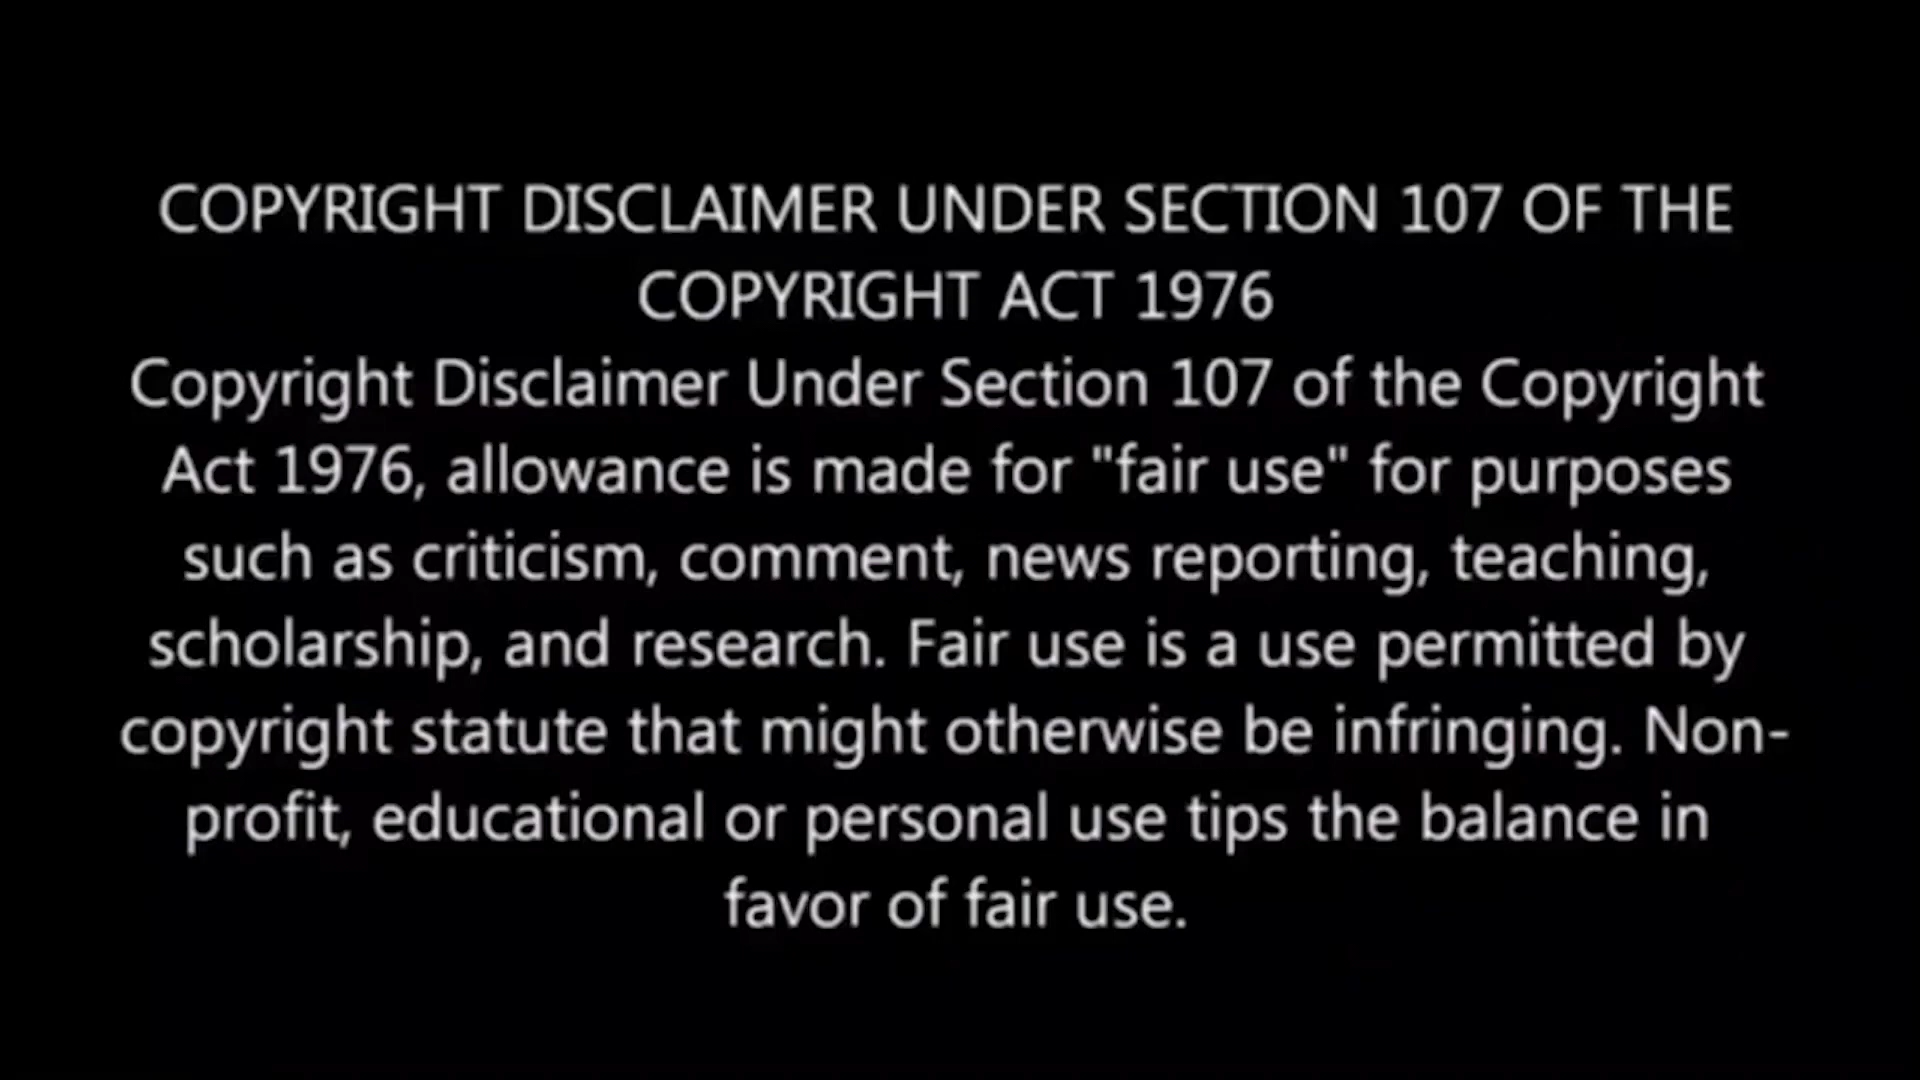 COPYRIGHT DISCLAIMER UNDER SECTION 107 OF THE
COPYRIGHT ACT 1976
Copyright Disclaimer Under Section 107 of the Copyright
Act 1976, allowance is made for "fair use" for purposes
such as criticism, comment, news reporting, teaching,
scholarship, and research. Fair use is a use permitted by
copyright statute that might otherwise be infringing. Non-
profit, educational or personal use tips the balance in
favor of fair use.